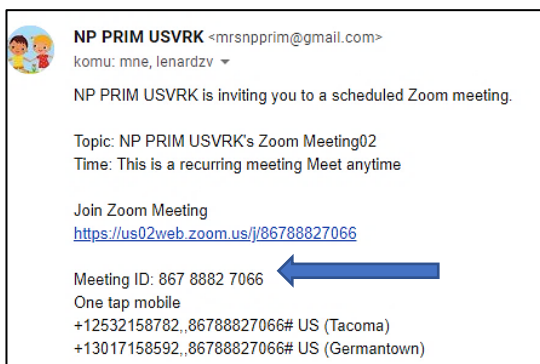 NP PRIM USVRK <mrsnpprim@gmail.com>
komu: mne, lenardzv
NP PRIM USVRK is inviting you to a scheduled Zoom meeting.
Topic: NP PRIM USVRK's Zoom Meeting02
Time: This is a recurring meeting Meet anytime
Join Zoom Meeting
https://us02web.zoom.us/j/86788827066
Meeting ID: 867 8882 7066
One tap mobile
+12532158782,,86788827066# US (Tacoma)
+13017158592,,86788827066# US (Germantown)